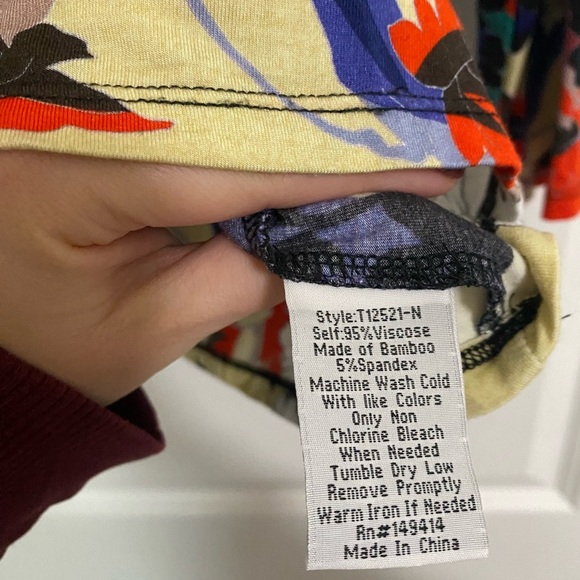 Style:T12521-N
Self:95%Viscose
Made of Bamboo
5%Spandex
Machine Wash Cold
With like Colors
Only Non
Chlorine Bleach
When Needed
Tumble Dry Low
Remove Promptly
Warm Iron If Needed
Rn#149414
Made In China